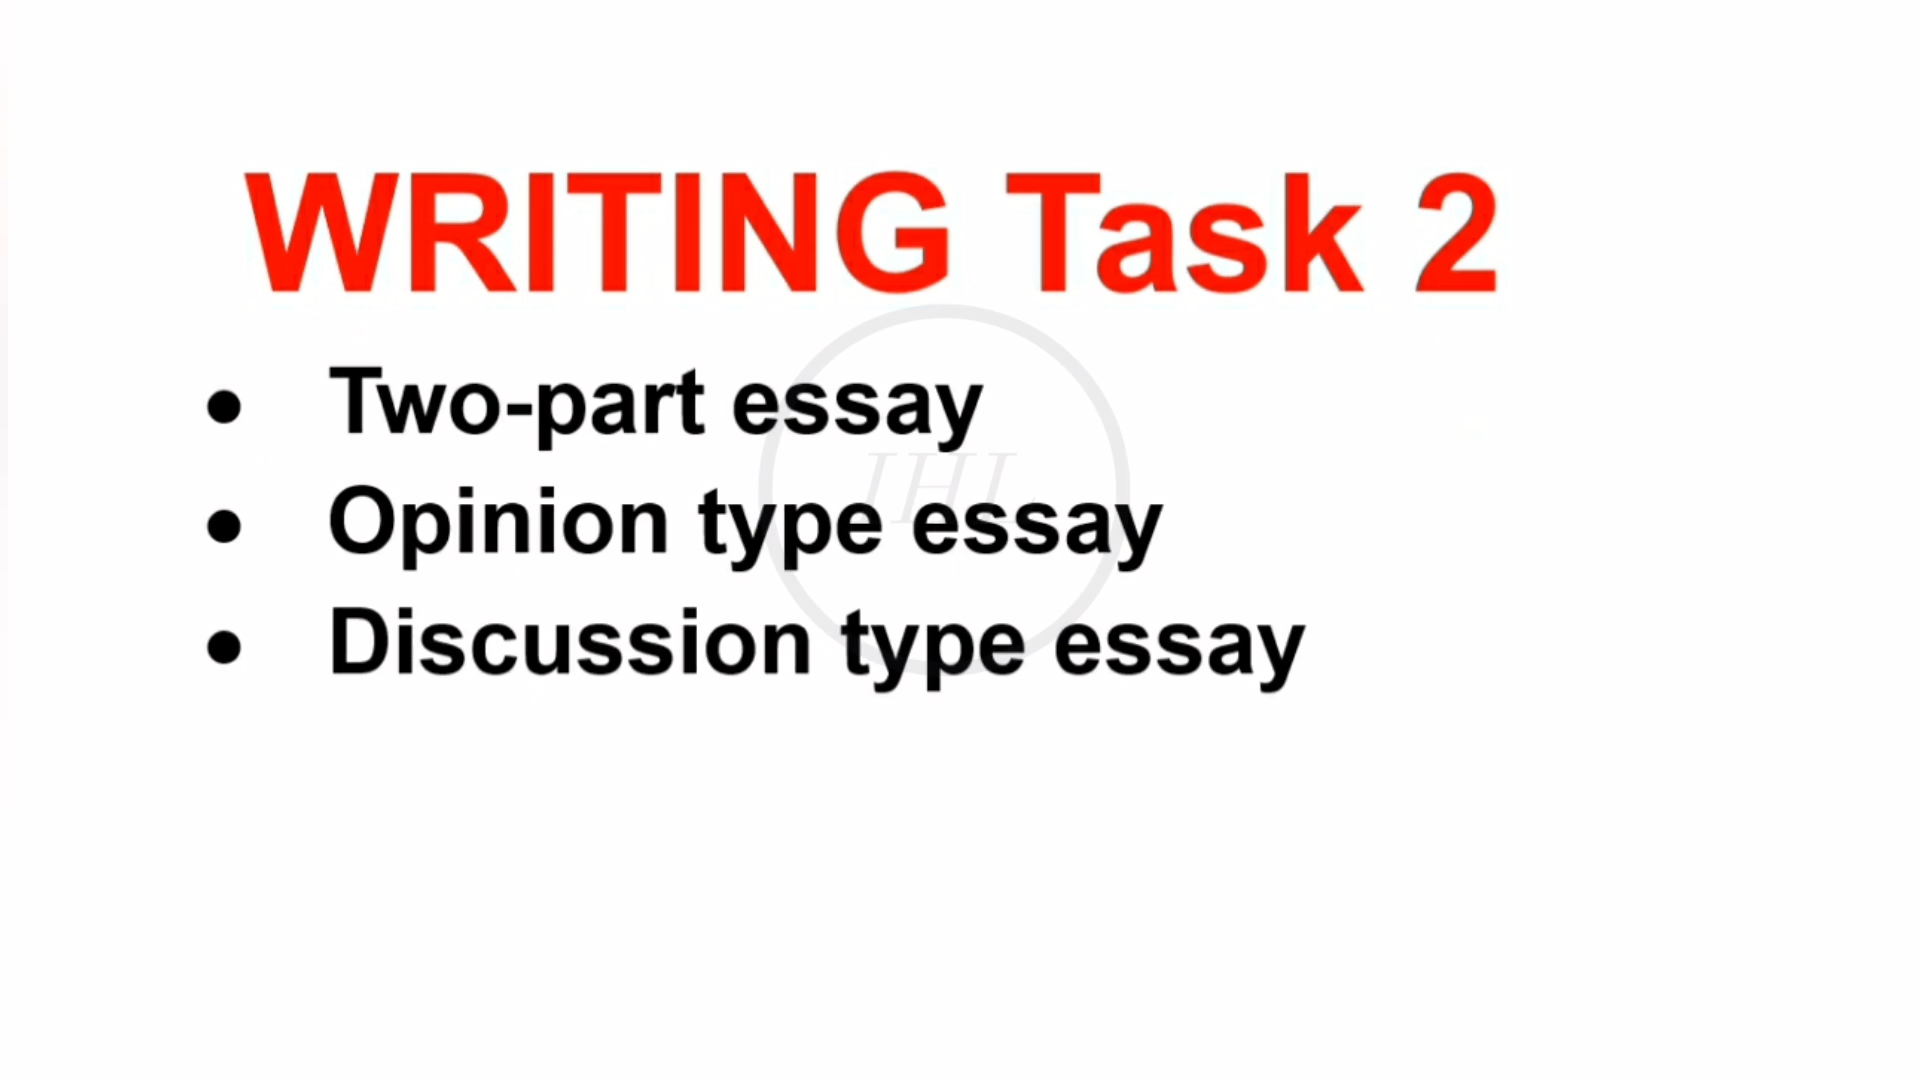 WRITING Task 2
• Two-part essay
• Opinion type essay
• Discussion type essay